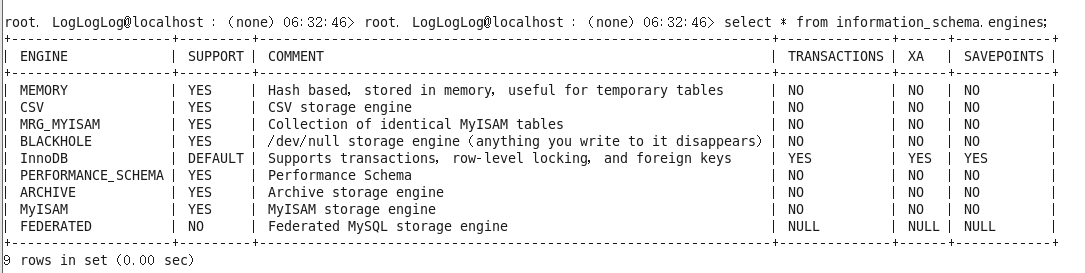 root. LogLogLog@localhost : (none) 06:32:46> root. LogLogLog@localhost : (none) 06:32:46> select * from information_schema.engines;
+--------------------+---------+----------------------------------------------------------------+--------------+------+------------+
| ENGINE             | SUPPORT | COMMENT                                                        | TRANSACTIONS | XA   | SAVEPOINTS |
+--------------------+---------+----------------------------------------------------------------+--------------+------+------------+
| MEMORY             | YES     | Hash based, stored in memory, useful for temporary tables      | NO           | NO   | NO         |
| CSV                | YES     | CSV storage engine                                             | NO           | NO   | NO         |
| MRG_MYISAM         | YES     | Collection of identical MyISAM tables                          | NO           | NO   | NO         |
| BLACKHOLE          | YES     | /dev/null storage engine (anything you write to it disappears) | NO           | NO   | NO         |
| InnoDB             | DEFAULT | Supports transactions, row-level locking, and foreign keys     | YES          | YES  | YES        |
| PERFORMANCE_SCHEMA | YES     | Performance Schema                                             | NO           | NO   | NO         |
| ARCHIVE            | YES     | Archive storage engine                                         | NO           | NO   | NO         |
| MyISAM             | YES     | MyISAM storage engine                                          | NO           | NO   | NO         |
| FEDERATED          | NO      | Federated MySQL storage engine                                 | NULL         | NULL | NULL       |
+--------------------+---------+----------------------------------------------------------------+--------------+------+------------+
9 rows in set (0.00 sec)